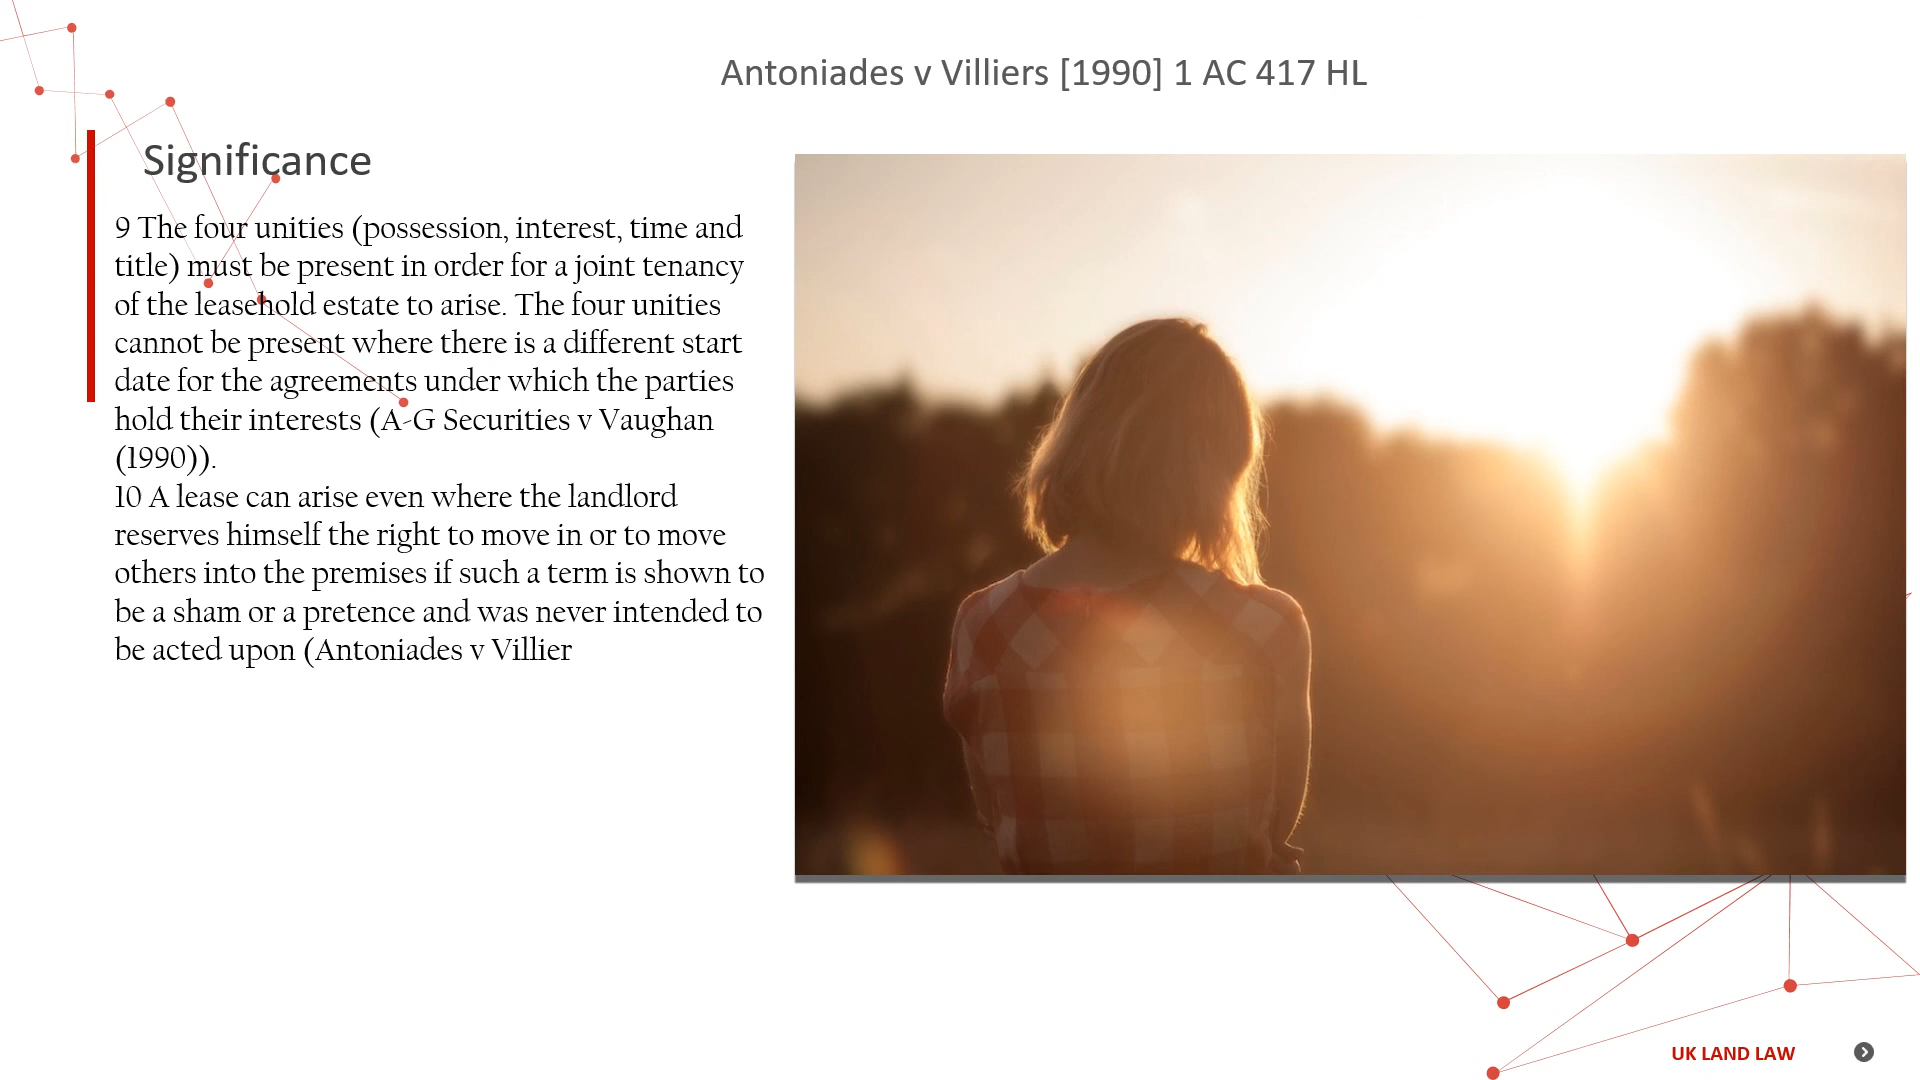 Antoniades v Villiers [1990] 1 AC 417 HL
Significance
9 The four unities (possession, interest, time and
title) must be present in order for a joint tenancy
of the leasehold estate to arise. The four unities
cannot be present where there is a different start
date for the agreements under which the parties
hold their interests (A-G Securities v Vaughan
(1990)).
10 A lease can arise even where the landlord
reserves himself the right to move in or to move
others into the premises if such a term is shown to
be a sham or a pretence and was never intended to
be acted upon (Antoniades v Villier
UK LAND LAW